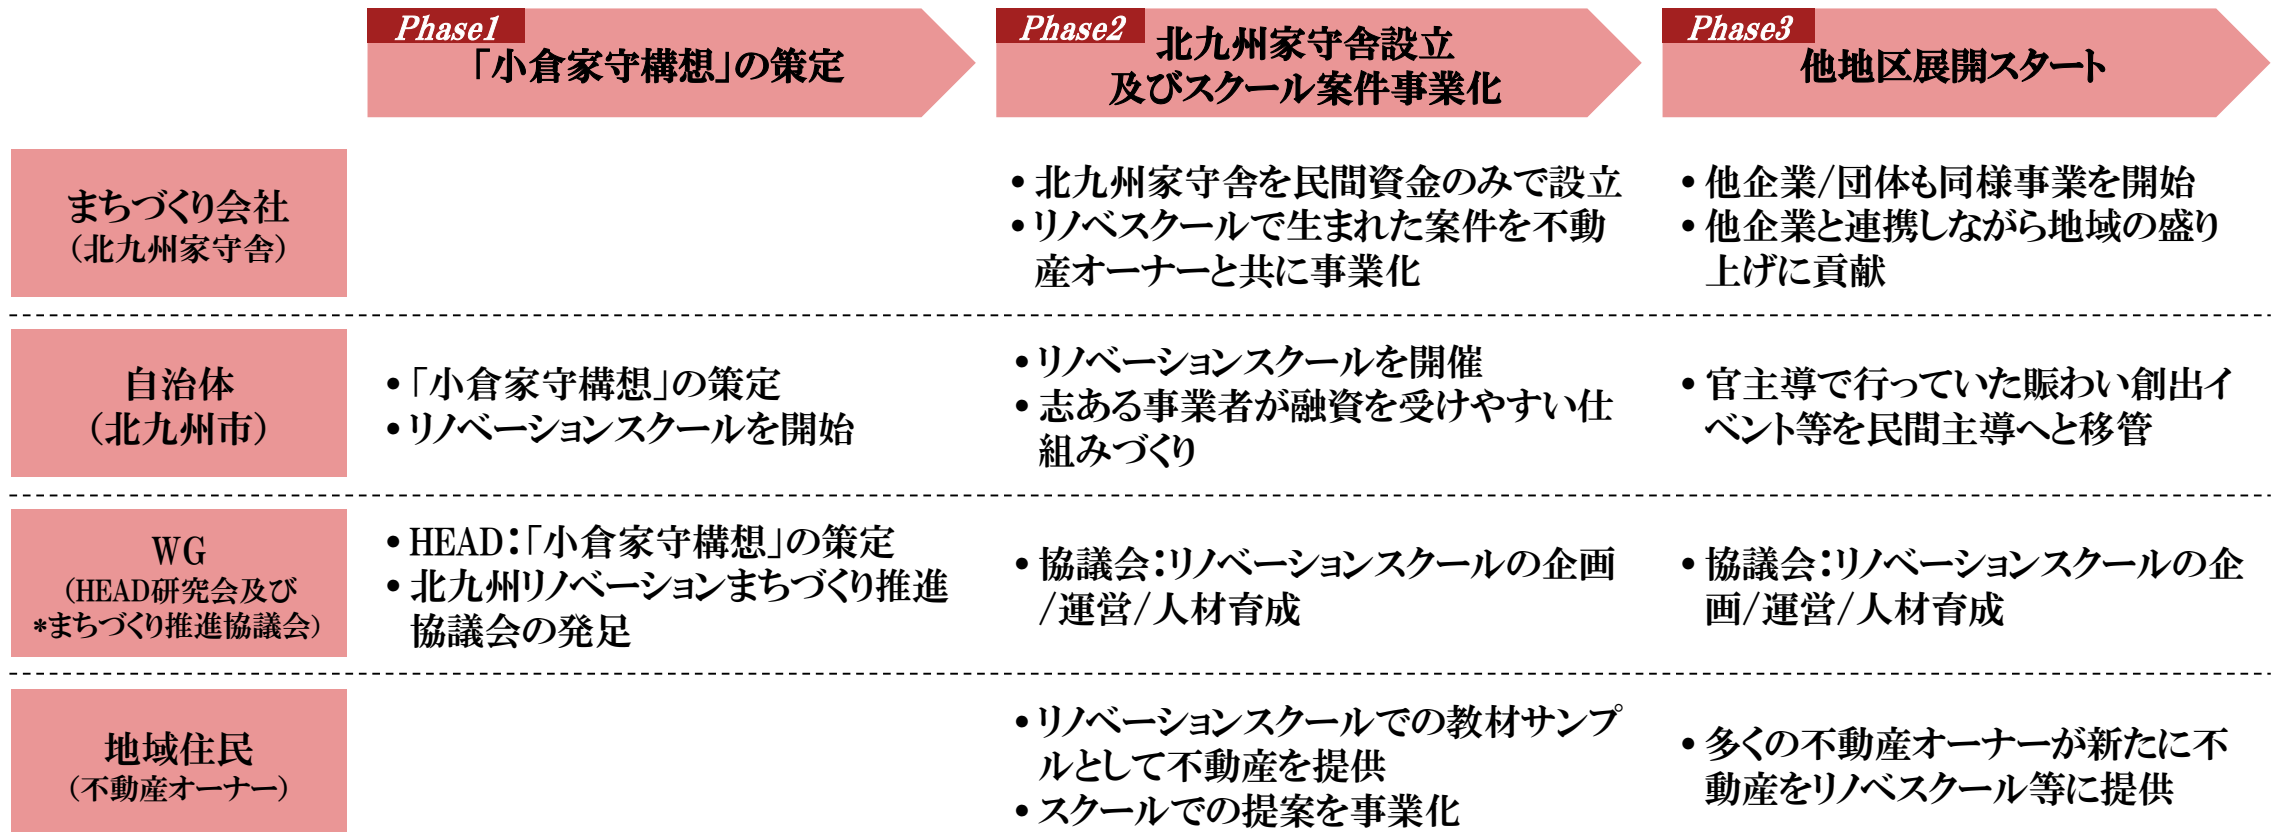 Phase1
「小倉家守構想」の策定
Phase2
北九州家守舎設立
及びスクール案件事業化
Phase3
他地区展開スタート
まちづくり会社
（北九州家守舎）
•北九州家守舎を民間資金のみで設立
•リノベスクールで生まれた案件を不動
産オーナーと共に事業化
•他企業/団体も同様事業を開始
•他企業と連携しながら地域の盛り
上げに貢献
自治体
（北九州市）
•「小倉家守構想」の策定
•リノベーションスクールを開始
•リノベーションスクールを開催
•志ある事業者が融資を受けやすい仕
組みづくり
•官主導で行っていた賑わい創出イ
ベント等を民間主導へと移管
WG
（HEAD研究会及び
*まちづくり推進協議会）
•HEAD：「小倉家守構想」の策定
•北九州リノベーションまちづくり推進
協議会の発足
•協議会：リノベーションスクールの企画
/運営/人材育成
•協議会：リノベーションスクールの企
画/運営/人材育成
地域住民
（不動産オーナー）
•リノベーションスクールでの教材サンプ
ルとして不動産を提供
•スクールでの提案を事業化
•多くの不動産オーナーが新たに不
動産をリノベスクール等に提供